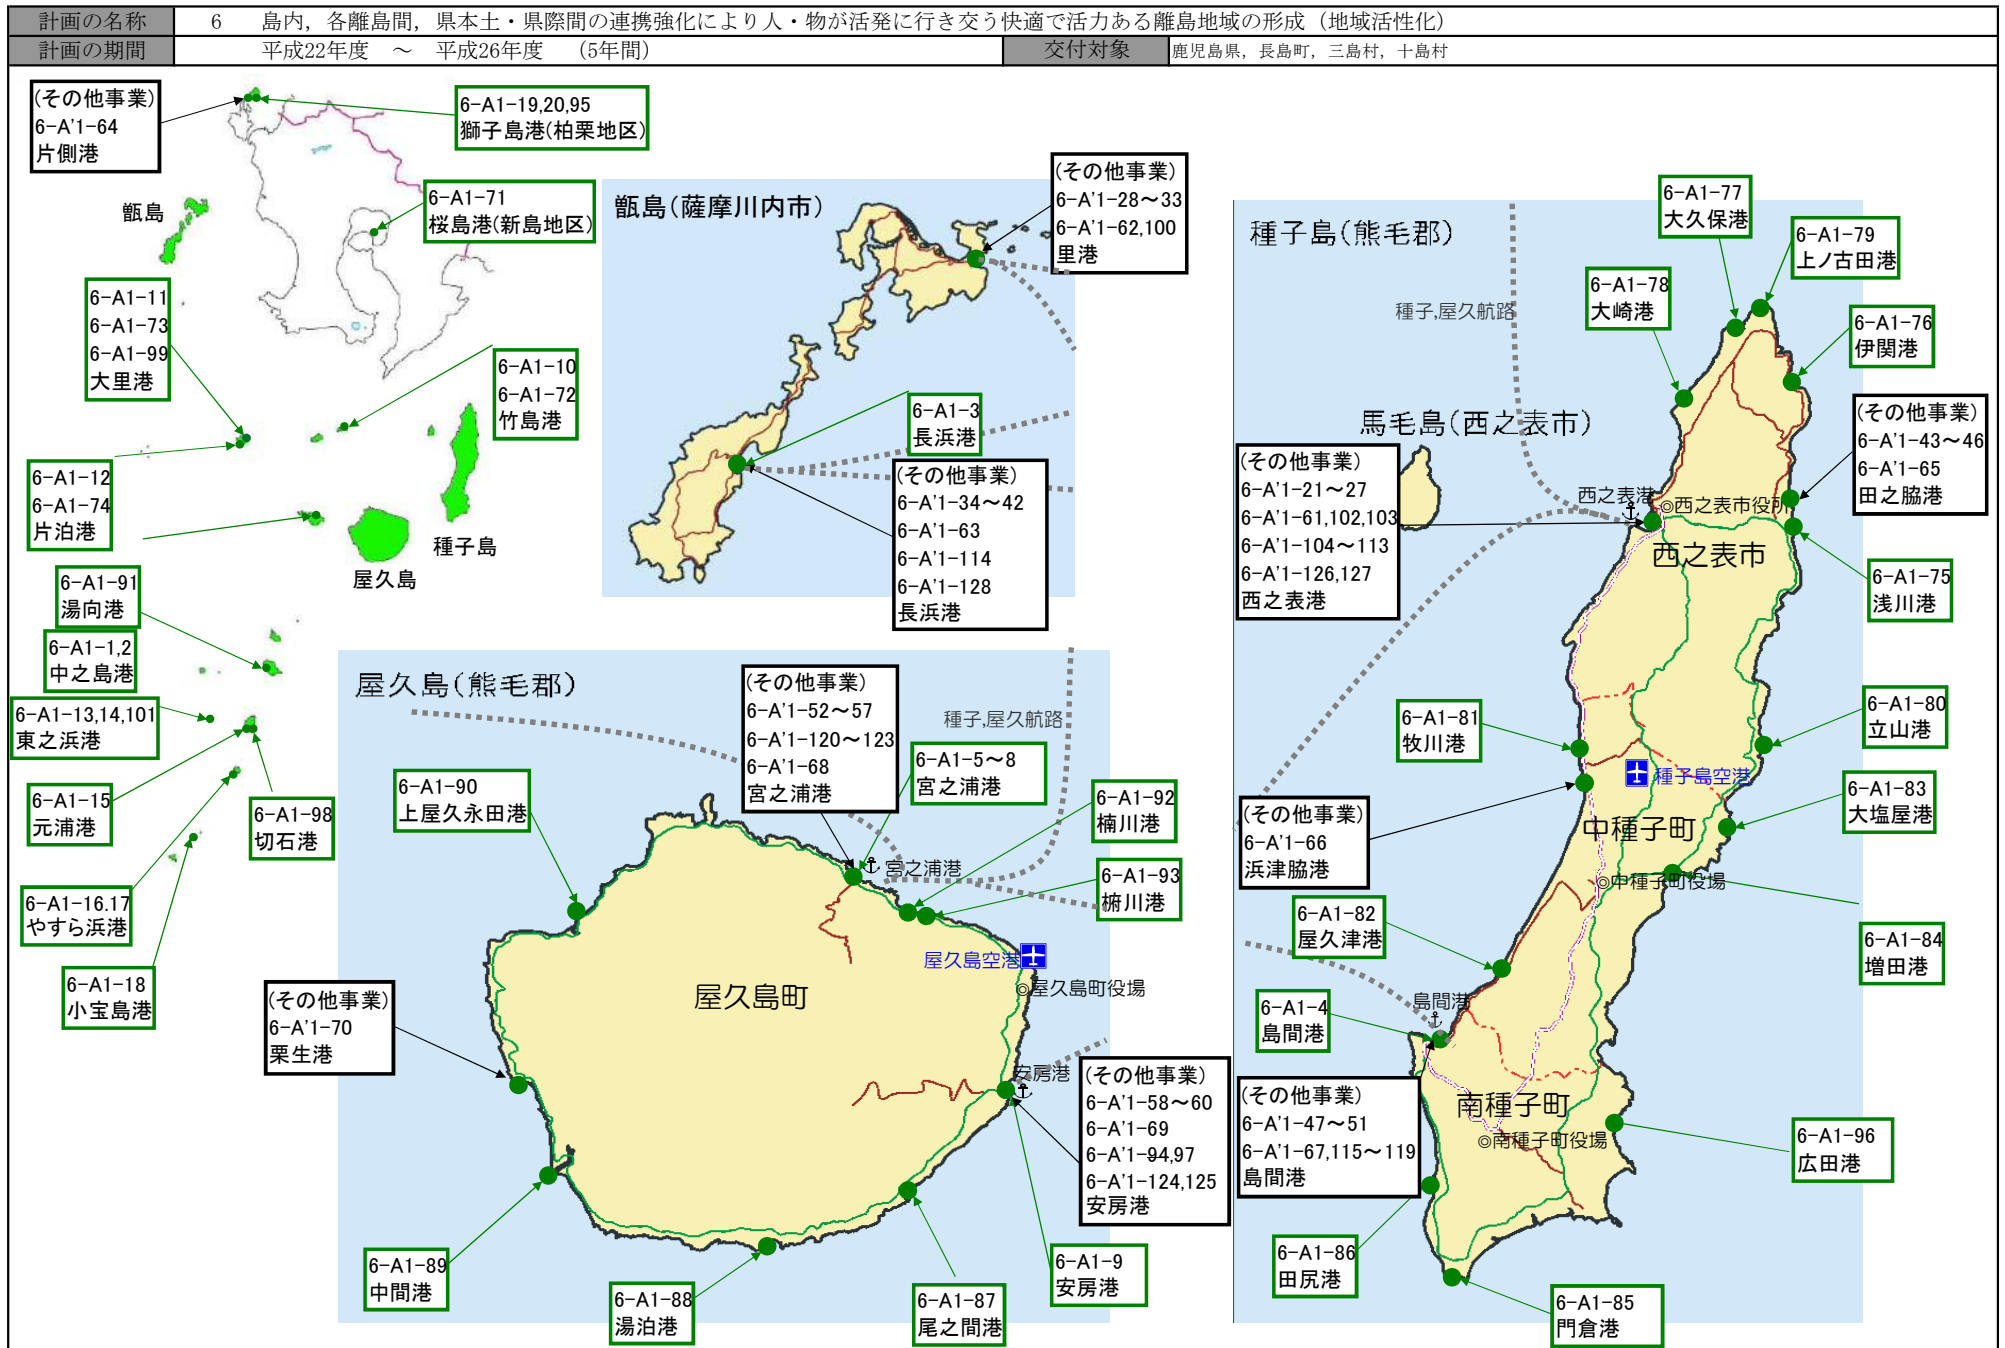 計画の名称 6 島内，各離島間，県本土・県際間の連携強化により人・物が活発に行き交う快適で活力ある離島地域の形成（地域活性化）
計画の期間 平成22年度 ～ 平成26年度 （5年間） 交付対象 鹿児島県，長島町，三島村，十島村
(その他事業)
6-A'1-64
片側港
6-A1-19,20,95
獅子島港(柏栗地区)
6-A1-71
桜島港(新島地区)
甑島
6-A1-11
6-A1-73
6-A1-99
大里港
6-A1-10
6-A1-72
竹島港
6-A1-12
6-A1-74
片泊港
種子島
屋久島
6-A1-91
湯向港
6-A1-1,2
中之島港
6-A1-13,14,101
東之浜港
6-A1-15
元浦港
6-A1-98
切石港
6-A1-16.17
やすら浜港
6-A1-18
小宝島港
甑島(薩摩川内市)
(その他事業)
6-A'1-28～33
6-A'1-62,100
里港
6-A1-3
長浜港
(その他事業)
6-A'1-34～42
6-A'1-63
6-A'1-114
6-A'1-128
長浜港
屋久島(熊毛郡)
(その他事業)
6-A'1-52～57
6-A'1-120～123
6-A'1-68
宮之浦港
種子,屋久航路
6-A1-5～8
宮之浦港
6-A1-90
上屋久永田港
6-A1-92
楠川港
宮之浦港
6-A1-93
椨川港
屋久島空港
◎屋久島町役場
屋久島町
(その他事業)
6-A'1-70
栗生港
安房港
(その他事業)
6-A'1-58～60
6-A'1-69
6-A'1-94,97
6-A'1-124,125
安房港
6-A1-89
中間港
6-A1-88
湯泊港
6-A1-87
尾之間港
6-A1-9
安房港
種子島(熊毛郡)
6-A1-77
大久保港
6-A1-79
上ノ古田港
6-A1-78
大崎港
種子,屋久航路
6-A1-76
伊関港
馬毛島(西之表市)
(その他事業)
6-A'1-43～46
6-A'1-65
田之脇港
(その他事業)
6-A'1-21～27
6-A'1-61,102,103
6-A'1-104～113
6-A'1-126,127
西之表港
西之表港
◎西之表市役所
西之表市
6-A1-75
浅川港
6-A1-81
牧川港
6-A1-80
立山港
種子島空港
6-A1-83
大塩屋港
(その他事業)
6-A'1-66
浜津脇港
中種子町
◎中種子町役場
6-A1-82
屋久津港
6-A1-84
増田港
6-A1-4
島間港
島間港
(その他事業)
6-A'1-47～51
6-A'1-67,115～119
島間港
南種子町
◎南種子町役場
6-A1-96
広田港
6-A1-86
田尻港
6-A1-85
門倉港